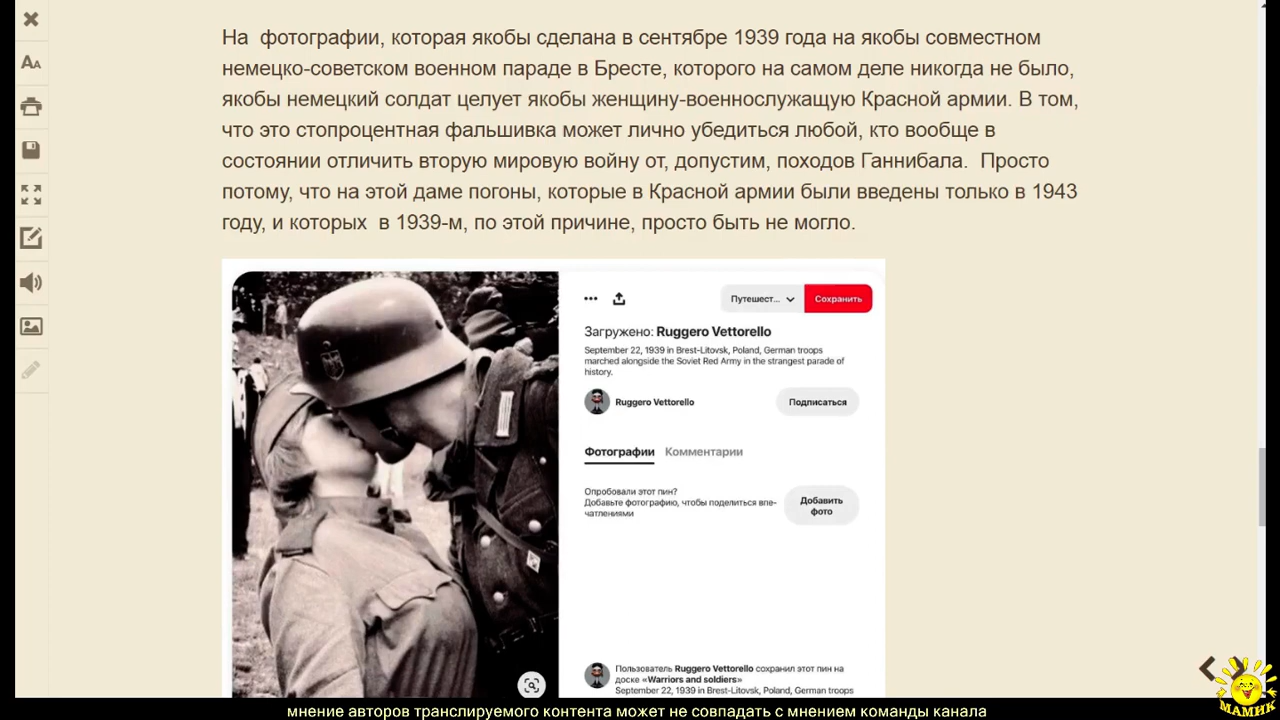 На  фотографии, которая якобы сделана в сентябре 1939 года на якобы совместном
немецко-советском военном параде в Бресте, которого на самом деле никогда не было,
якобы немецкий солдат целует якобы женщину-военнослужащую Красной армии. В том,
что это стопроцентная фальшивка может лично убедиться любой, кто вообще в
состоянии отличить вторую мировую войну от, допустим, походов Ганнибала.  Просто
потому, что на этой даме погоны, которые в Красной армии были введены только в 1943
году, и которых  в 1939-м, по этой причине, просто быть не могло.
Путешест...
Сохранить
Загружено: Ruggero Vettorello
September 22, 1939 in Brest-Litovsk, Poland, German troops
marched alongside the Soviet Red Army in the strangest parade of
history.
Ruggero Vettorello
Подписаться
Фотографии
Комментарии
Опробовали этот пин?
Добавьте фотографию, чтобы поделиться впе-
чатлениями
Добавить
фото
Пользователь Ruggero Vettorello сохранил этот пин на
доске «Warriors and soldiers»
September 22, 1939 in Brest-Litovsk, Poland, German troops
МАМИК
мнение авторов транслируемого контента может не совпадать с мнением команды канала